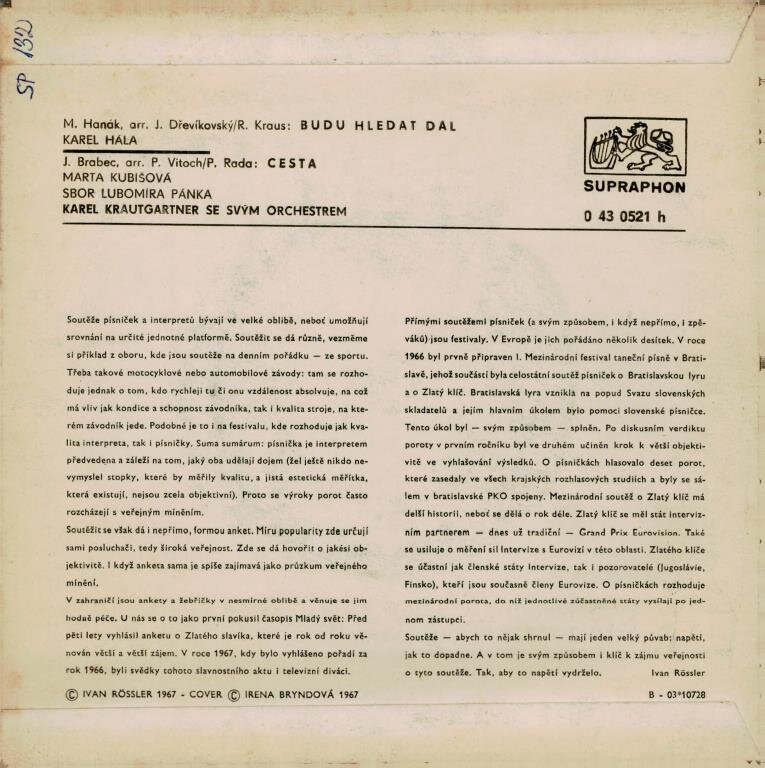 SP 132
M. Hanák, arr. J. Dřevíkovský/R. Kraus: BUDU HLEDAT DÁL
KAREL HÁLA
J. Brabec, arr. P. Vitoch/P. Rada: CESTA
MARTA KUBIŠOVÁ
SBOR LUBOMÍRA PÁNKA
KAREL KRAUTGARTNER SE SVÝM ORCHESTREM
SUPRAPHON
0 43 0521 h
Soutěže písniček a interpretů bývají ve velké oblibě, neboť umožňují
srovnání na určité jednotné platformě. Soutěžit se dá různě, vezměme
si příklad z oboru, kde jsou soutěže na denním pořádku — ze sportu.
Třeba takové motocyklové nebo automobilové závody: tam se rozho-
duje jednak o tom, kdo rychleji tu či onu vzdálenost absolvuje, na což
má vliv jak kondice a schopnost závodníka, tak i kvalita stroje, na kte-
rém závodník jede. Podobné je to i na festivalu, kde rozhoduje jak kva-
lita interpreta, tak i písničky. Suma sumárum: písnička je interpretem
předvedena a záleží na tom, jaký oba udělají dojem (žel ještě nikdo ne-
vymyslel stopky, které by měřily kvalitu, a jistá estetická měřítka,
která existují, nejsou zcela objektivní). Proto se výroky porot často
rozcházejí s veřejným míněním.
Soutěžit se však dá i nepřímo, formou anket. Míru popularity zde určují
sami posluchači, tedy široká veřejnost. Zde se dá hovořit o jakési ob-
jektivitě. I když anketa sama je spíše zajímavá jako průzkum veřejného
mínění.
V zahraničí jsou ankety a žebříčky v nesmírné oblibě a věnuje se jim
hodně péče. U nás se o to jako první pokusil časopis Mladý svět: Před
pěti lety vyhlásil anketu o Zlatého slavíka, které je rok od roku vě-
nován větší a větší zájem. V roce 1967, kdy bylo vyhlášeno pořadí za
rok 1966, byli svědky tohoto slavnostního aktu i televizní diváci.
Ⓒ IVAN RÖSSLER 1967 - COVER Ⓒ IRENA BRYNDOVÁ 1967
Přímými soutěžemi písniček (a svým způsobem, i když nepřímo, i zpě-
váků) jsou festivaly. V Evropě je jich pořádáno několik desítek. V roce
1966 byl prvně připraven I. Mezinárodní festival taneční písně v Brati-
slavě, jehož součástí byla celostátní soutěž písniček o Bratislavskou lyru
a o Zlatý klíč. Bratislavská lyra vznikla na popud Svazu slovenských
skladatelů a jejím hlavním úkolem bylo pomoci slovenské písničce.
Tento úkol byl — svým způsobem — splněn. Po diskusním verdiktu
poroty v prvním ročníku byl ve druhém učiněn krok k větší objekti-
vitě ve vyhlašování výsledků. O písničkách hlasovalo deset porot,
které zasedaly ve všech krajských rozhlasových studiích a byly se sá-
lem v bratislavské PKO spojeny. Mezinárodní soutěž o Zlatý klíč má
delší historii, neboť se dělá o rok déle. Zlatý klíč se měl stát interviz-
ním partnerem — dnes už tradiční — Grand Prix Eurovision. Také
se usiluje o měření sil Intervize s Eurovizí v této oblasti. Zlatého klíče
se účastní jak členské státy Intervize, tak i pozorovatelé (Jugoslávie,
Finsko), kteří jsou současně členy Eurovize. O písničkách rozhoduje
mezinárodní porota, do níž jednotlivé zúčastněné státy vysílají po jed-
nom zástupci.
Soutěže — abych to nějak shrnul — mají jeden velký půvab: napětí,
jak to dopadne. A v tom je svým způsobem i klíč k zájmu veřejnosti
o tyto soutěže. Tak, aby to napětí vydrželo. Ivan Rössler
B - 03*10728